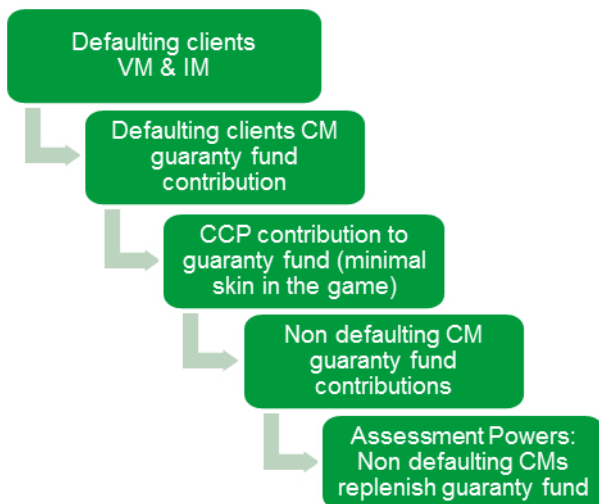 Defaulting clients
VM & IM
Defaulting clients CM
guaranty fund
contribution
CCP contribution to
guaranty fund (minimal
skin in the game)
Non defaulting CM
guaranty fund
contributions
Assessment Powers:
Non defaulting CMs
replenish guaranty fund